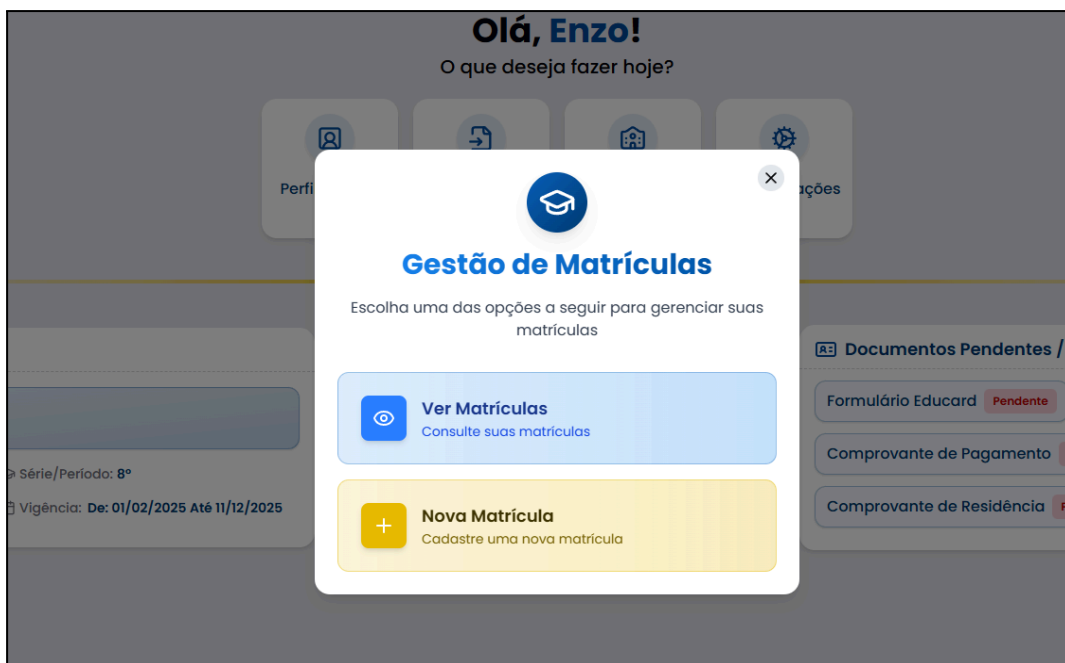 Olá, Enzo!
O que deseja fazer hoje?
Perfi
ações
Gestão de Matrículas
Escolha uma das opções a seguir para gerenciar suas
matrículas
Ver Matrículas
Consulte suas matrículas
Nova Matrícula
Cadastre uma nova matrícula
Série/Período: 8º
Vigência: De: 01/02/2025 Até 11/12/2025
Documentos Pendentes /
Formulário Educard Pendente
Comprovante de Pagamento
Comprovante de Residência